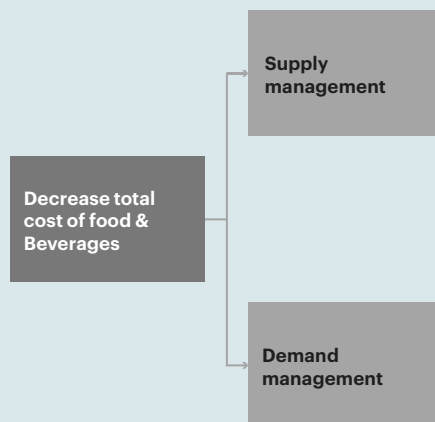 Supply
management
Decrease total
cost of food &
Beverages
Demand
management